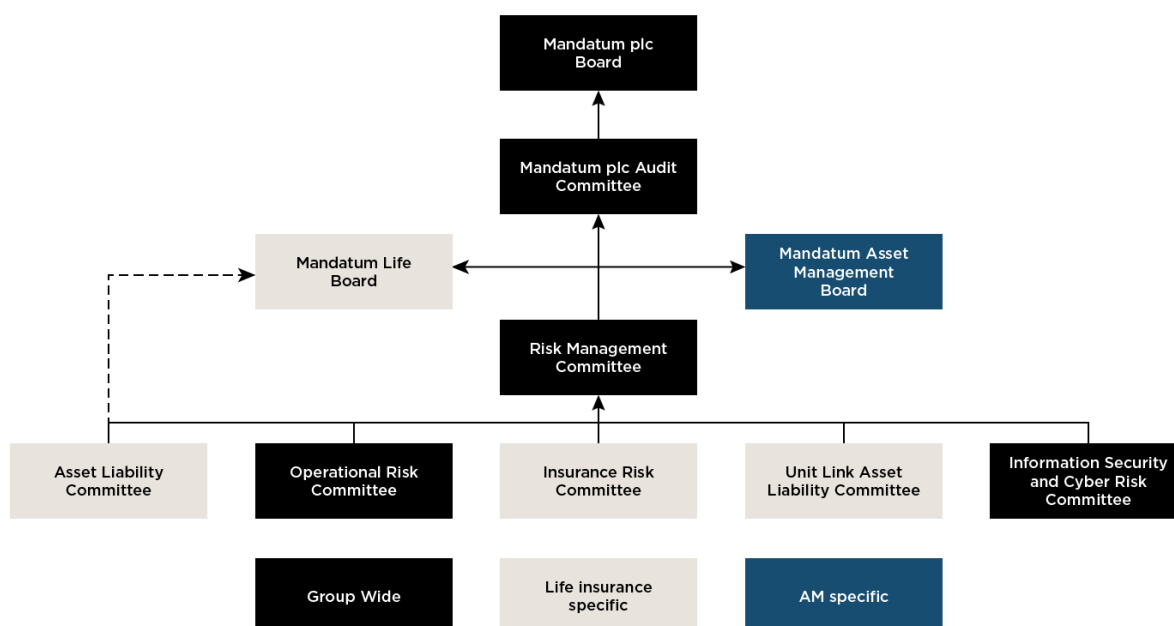 Mandatum plc
Board
Mandatum plc Audit
Committee
Mandatum Life
Board
Mandatum Asset
Management
Board
Risk Management
Committee
Asset Liability
Committee
Operational Risk
Committee
Insurance Risk
Committee
Unit Link Asset
Liability Committee
Information Security
and Cyber Risk
Committee
Group Wide
Life insurance
specific
AM specific